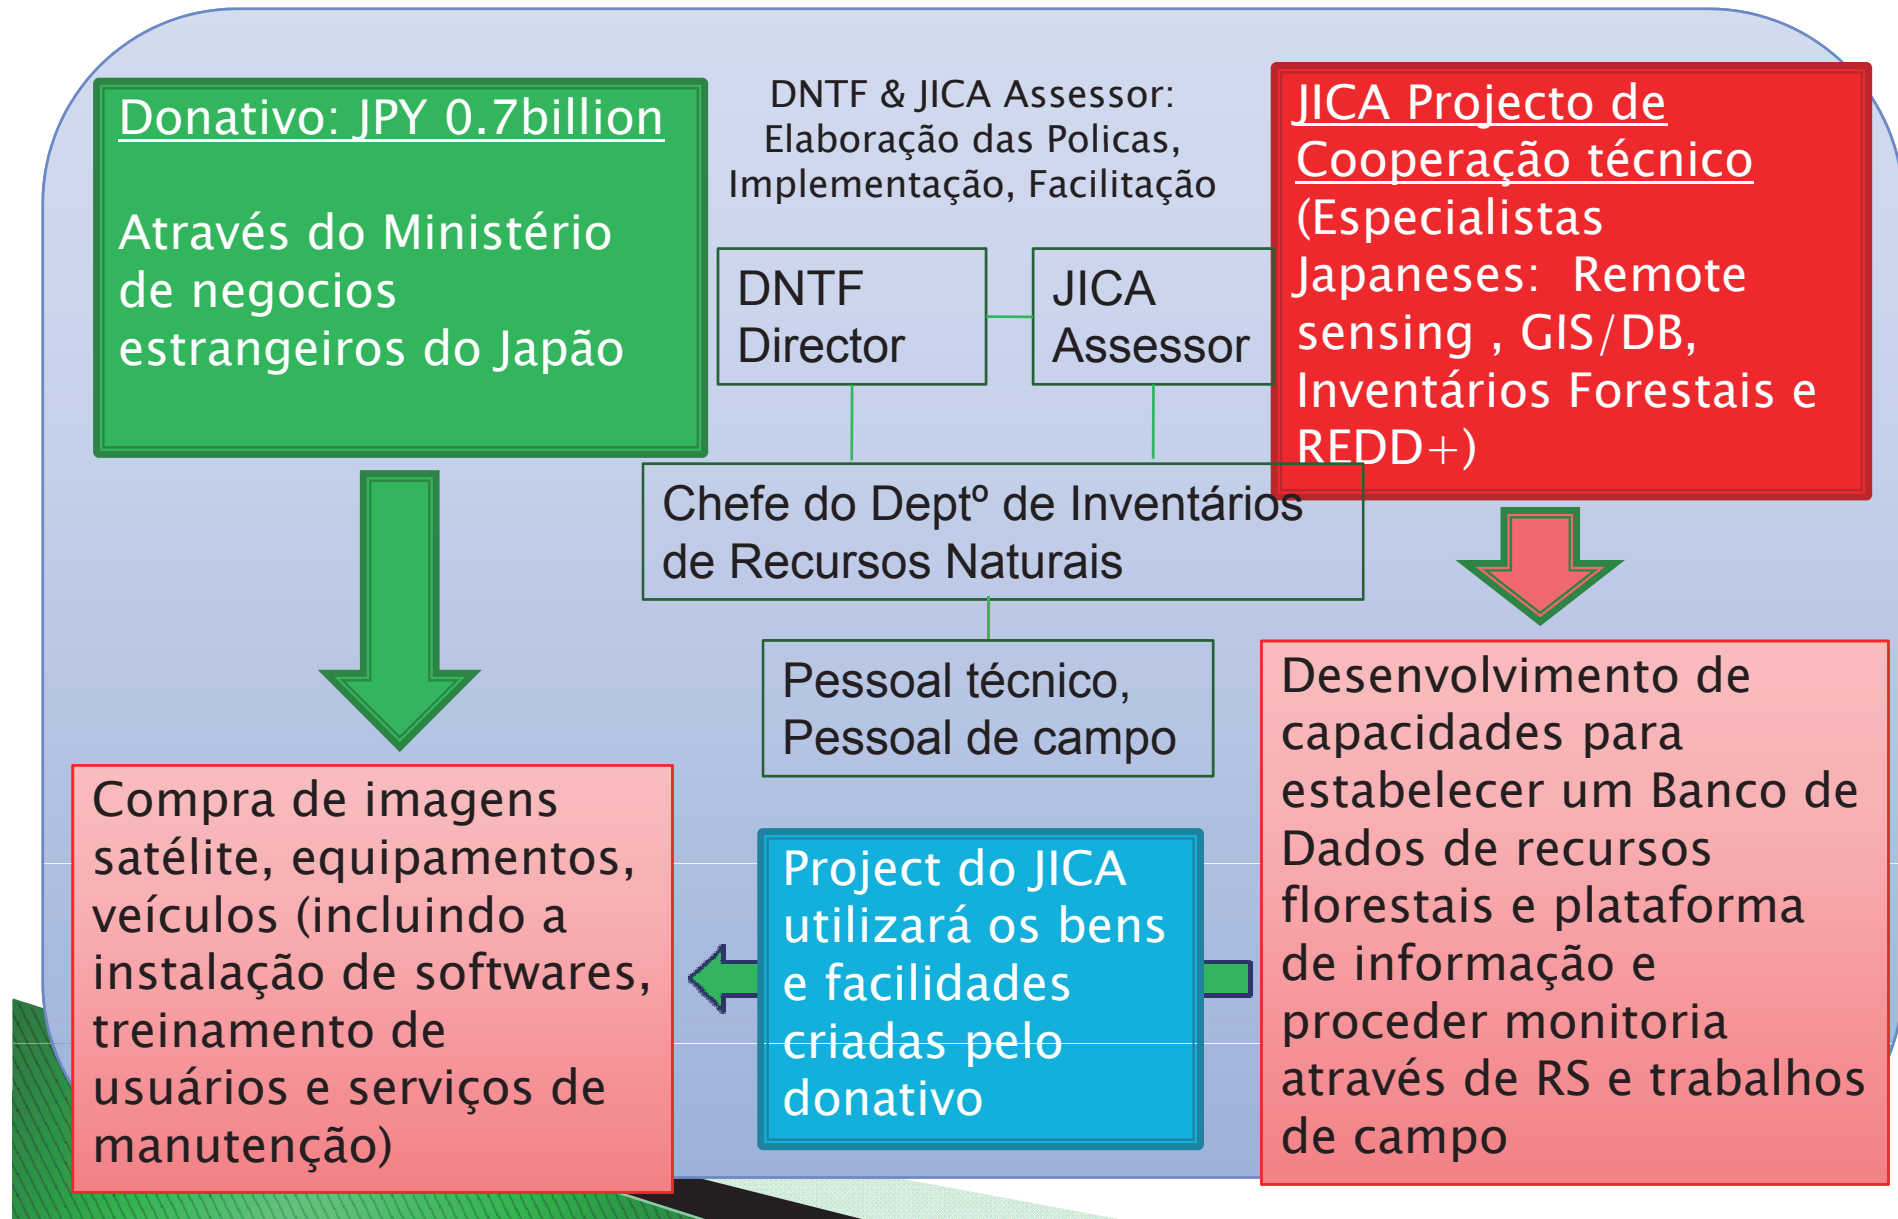 Donativo: JPY 0.7billion
Através do Ministério
de negocios
estrangeiros do Japão
DNTF & JICA Assessor:
Elaboração das Policas,
Implementação, Facilitação
JICA Projecto de
Cooperação técnico
(Especialistas
Japaneses:  Remote
sensing , GIS/DB,
Inventários Forestais e
REDD+)
DNTF
Director
JICA
Assessor
Chefe do Deptº de Inventários
de Recursos Naturais
Pessoal técnico,
Pessoal de campo
Compra de imagens
satélite, equipamentos,
veículos (incluindo a
instalação de softwares,
treinamento de
usuários e serviços de
manutenção)
Project do JICA
utilizará os bens
e facilidades
criadas pelo
donativo
Desenvolvimento de
capacidades para
estabelecer um Banco de
Dados de recursos
florestais e plataforma
de informação e
proceder monitoria
através de RS e trabalhos
de campo